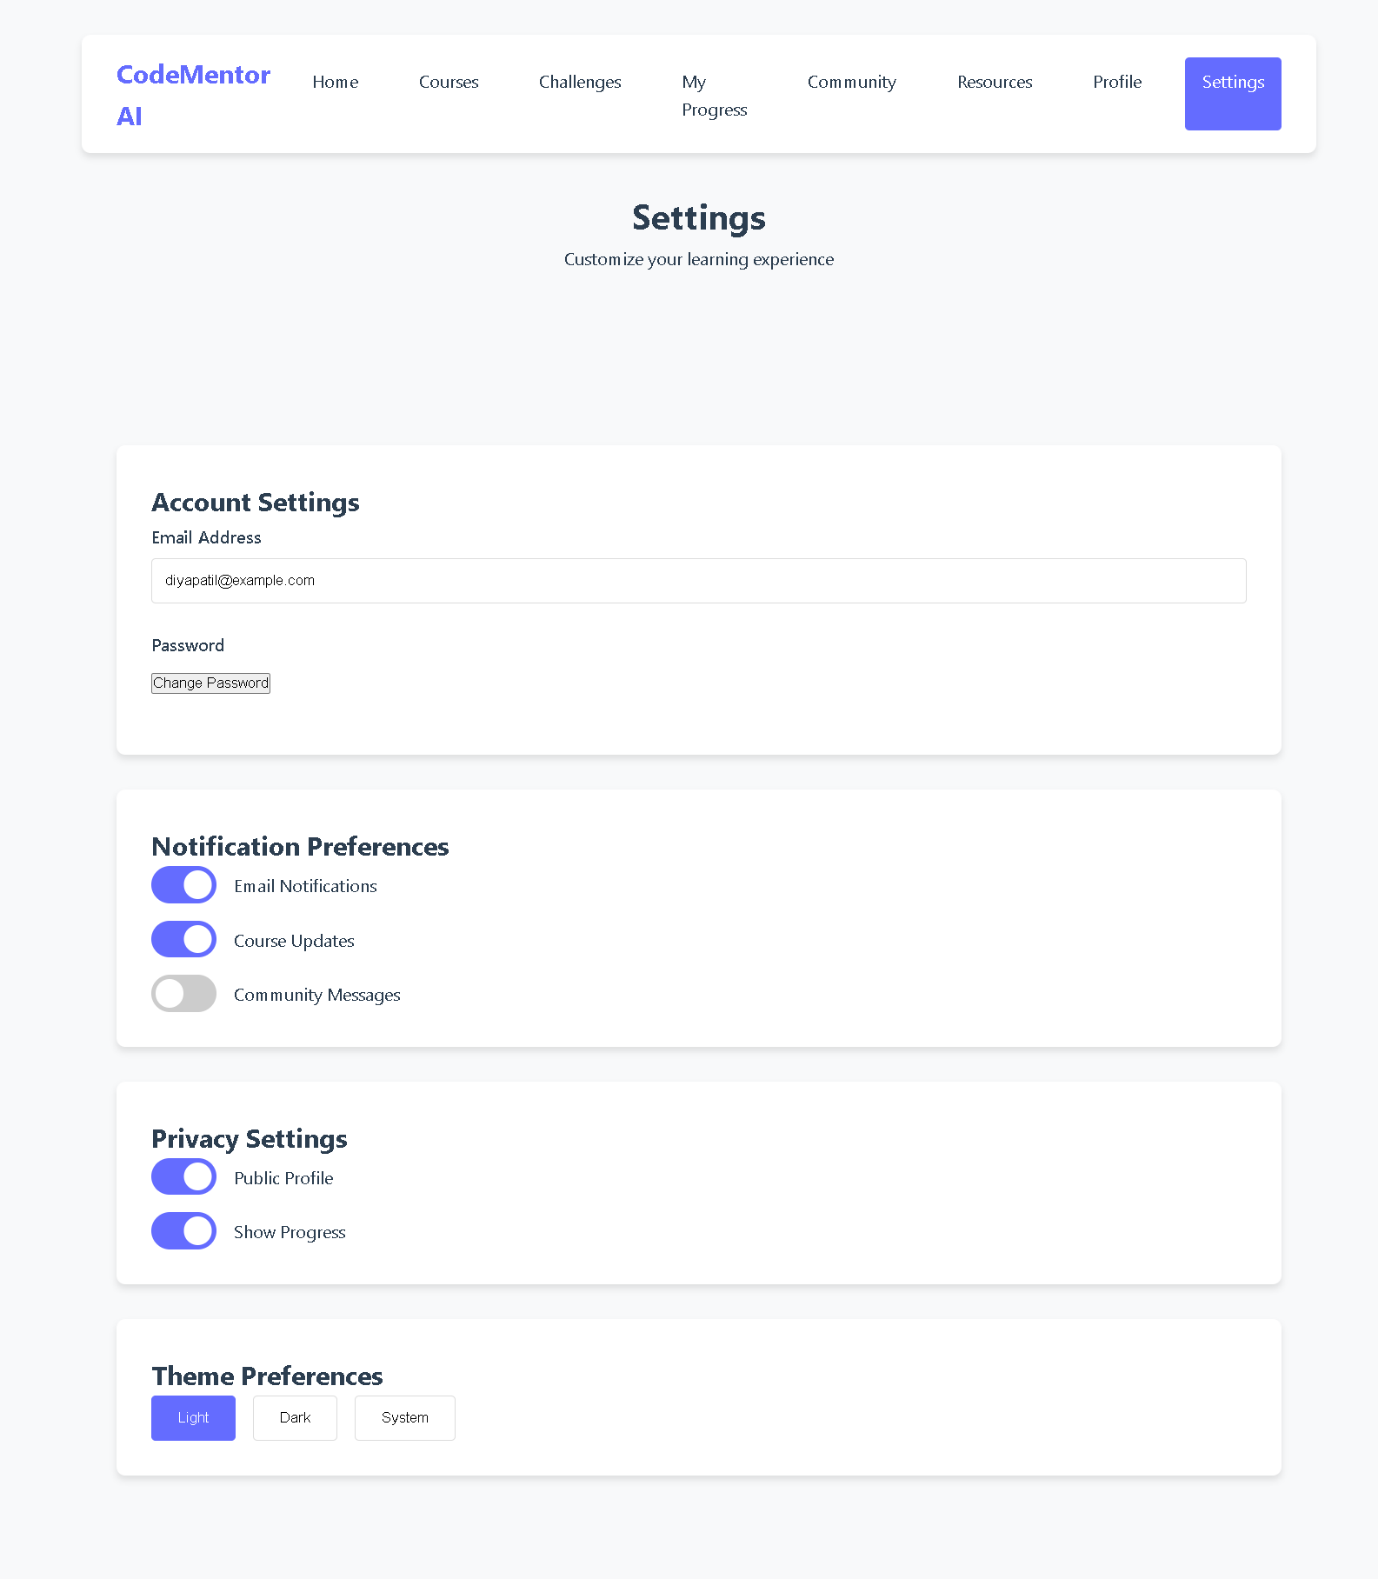 CodeMentor
AI
Home
Courses
Challenges
My
Progress
Community
Resources
Profile
Settings
Settings
Customize your learning experience
Account Settings
Email Address
diyapatil@example.com
Password
Change Password
Notification Preferences
Email Notifications
Course Updates
Community Messages
Privacy Settings
Public Profile
Show Progress
Theme Preferences
Light
Dark
System